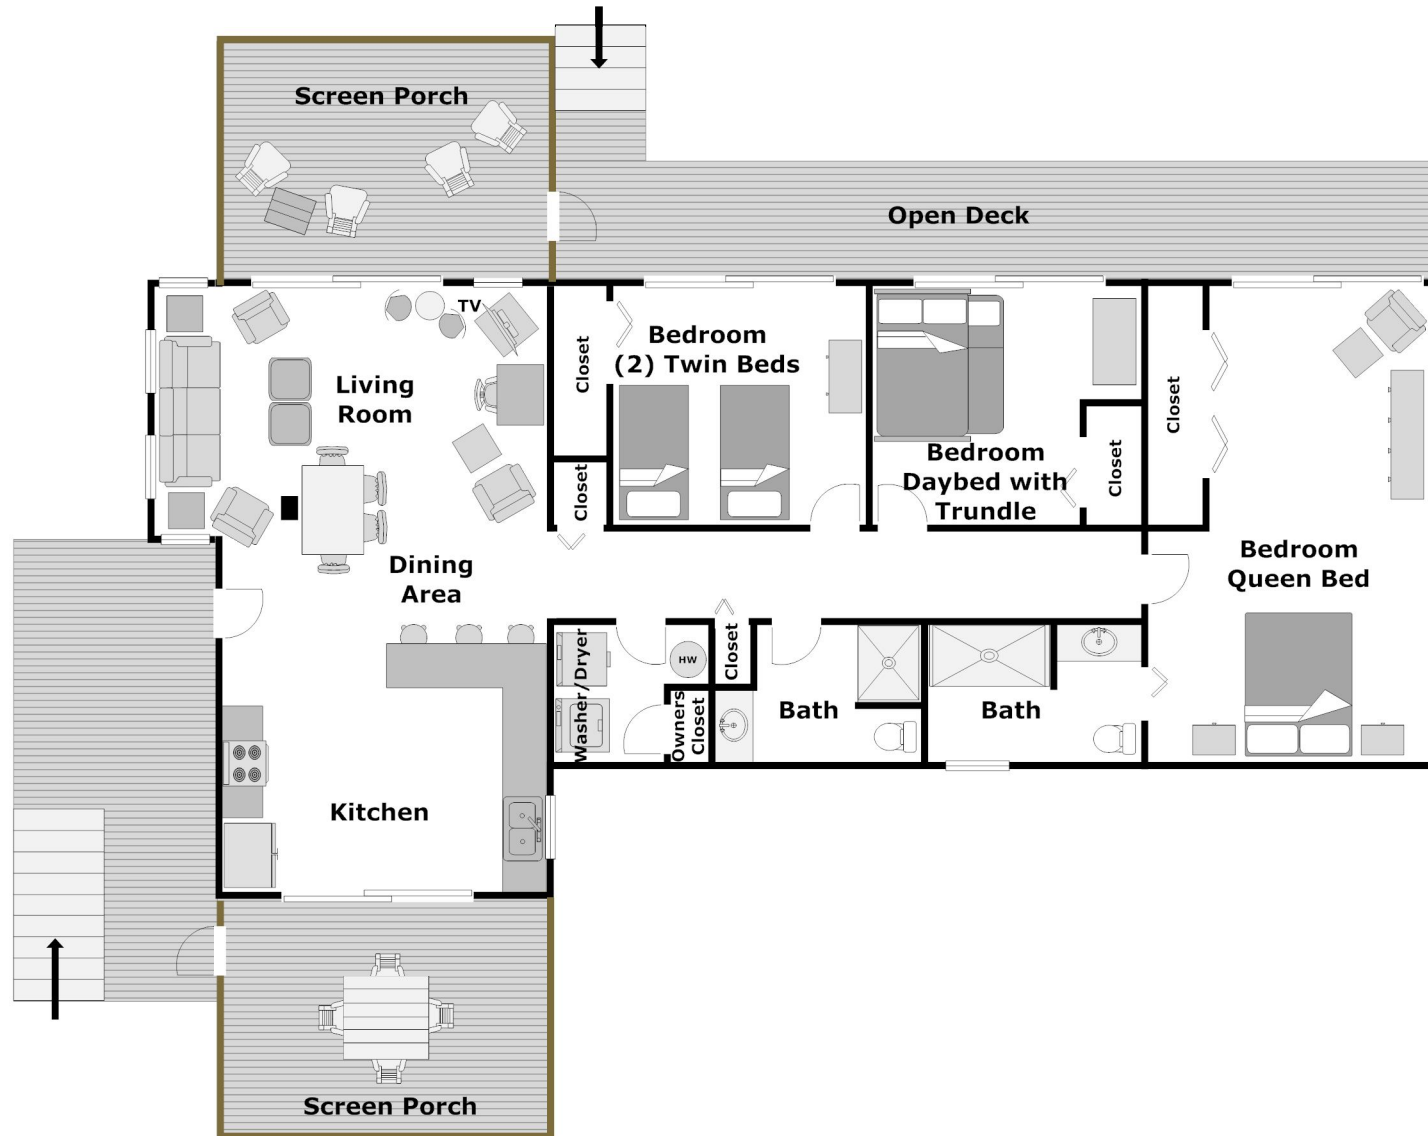 Screen Porch
Open Deck
TV
Living
Room
Closet
Bedroom
(2) Twin Beds
Closet
Bedroom
Daybed with
Trundle
Closet
Closet
Bedroom
Queen Bed
Dining
Area
Washer/Dryer
HW
Owners
Closet
Closet
Bath
Bath
Kitchen
Screen Porch